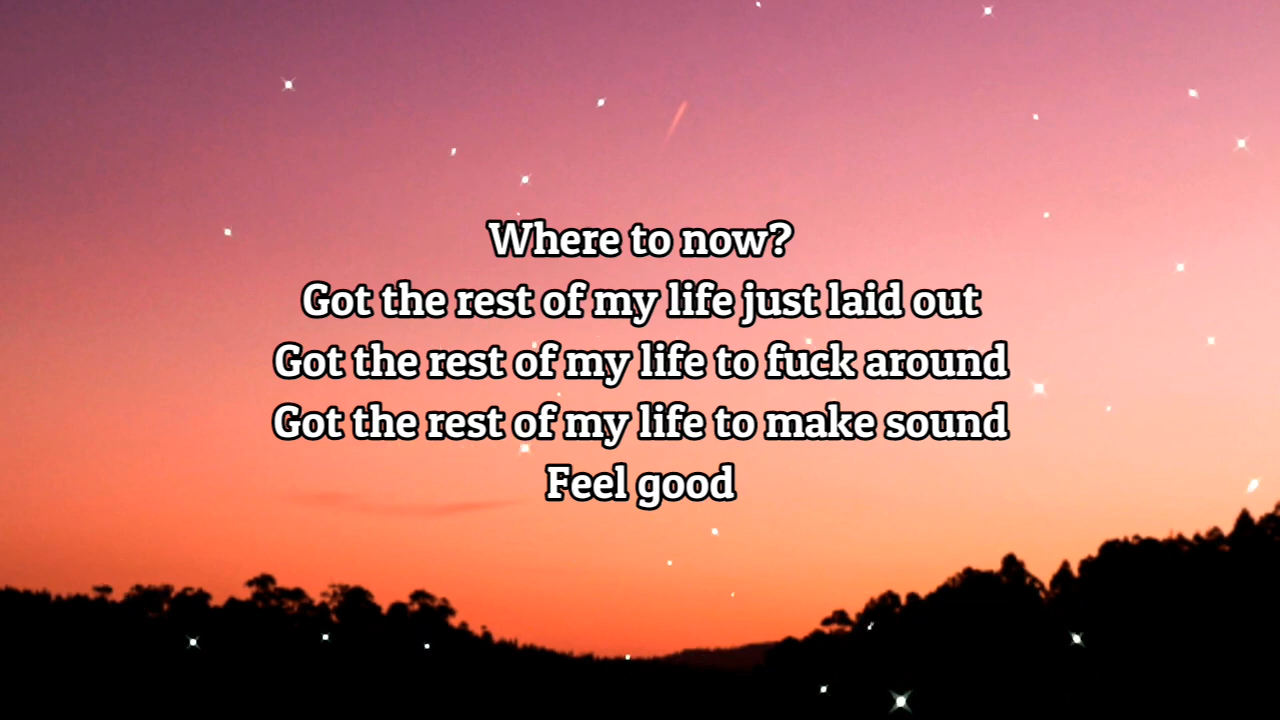 Where to now?
Got the rest of my life just laid out
Got the rest of my life to fuck around
Got the rest of my life to make sound
Feel good